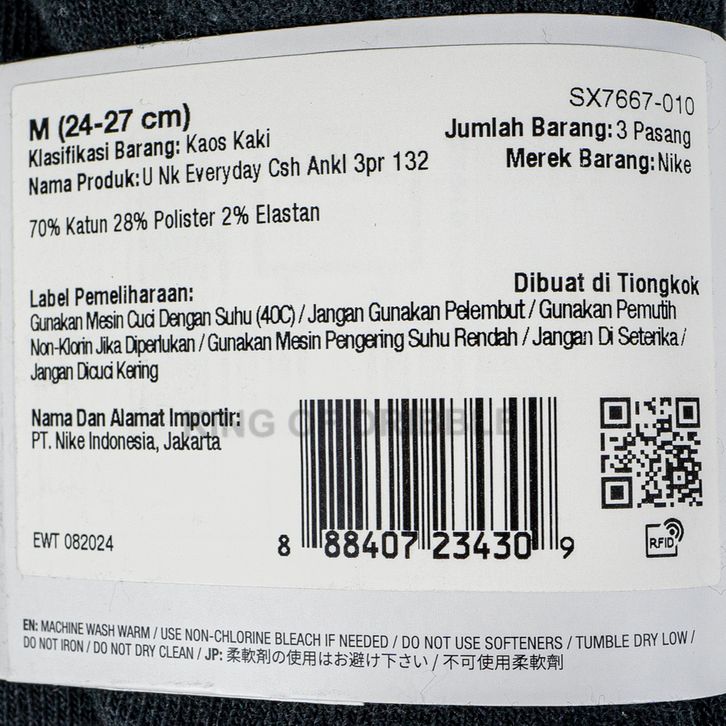 M (24-27 cm)
SX7667-010
Klasifikasi Barang: Kaos Kaki
Jumlah Barang: 3 Pasang
Nama Produk: U Nk Everyday Csh Ankl 3pr 132
Merek Barang: Nike
70% Katun 28% Polister 2% Elastan
Label Pemeliharaan:
Dibuat di Tiongkok
Gunakan Mesin Cuci Dengan Suhu (40C) / Jangan Gunakan Pelembut / Gunakan Pemutih
Non-Klorin Jika Diperlukan / Gunakan Mesin Pengering Suhu Rendah / Jangan Di Seterika /
Jangan Dicuci Kering
Nama Dan Alamat Importir:
PT. Nike Indonesia, Jakarta
KING OF DRIBBLE
EWT 082024
8 88407 23430 9
RFID
EN: MACHINE WASH WARM / USE NON-CHLORINE BLEACH IF NEEDED / DO NOT USE SOFTENERS / TUMBLE DRY LOW /
DO NOT IRON / DO NOT DRY CLEAN / JP: 柔軟剤の使用はお避け下さい / 不可使用柔軟劑